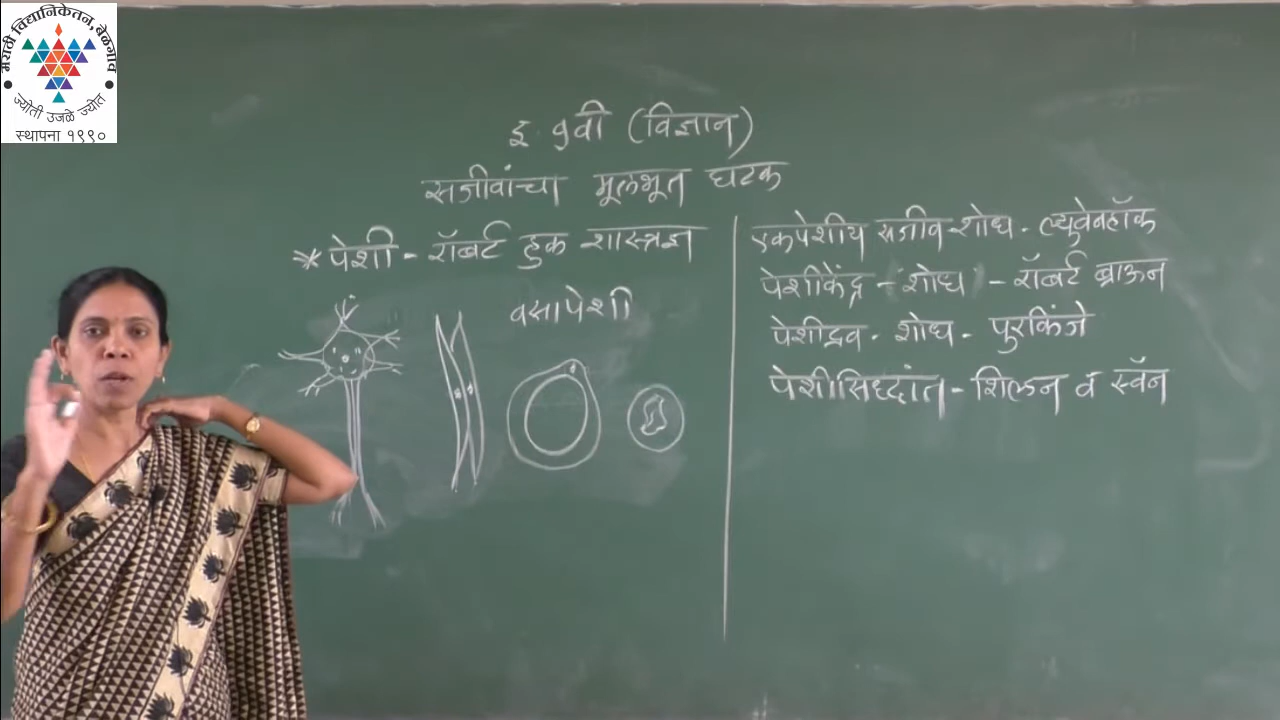 मराठी विद्यानिकेतन, बेळगाव
ज्योती उजळे ज्योत
स्थापना १९९०
इ. ९वी (विज्ञान)
सजीवांचा मूलभूत घटक
* पेशी - रॉबर्ट हुक - शास्त्रज्ञ
वसापेशी
एकपेशीय सजीव - शोध - ल्युवेनहॉक
पेशीकेंद्र - शोध - रॉबर्ट ब्राऊन
पेशीद्रव - शोध - पुरकिंजे
पेशीसिध्दांत - शिलन व स्वॅन